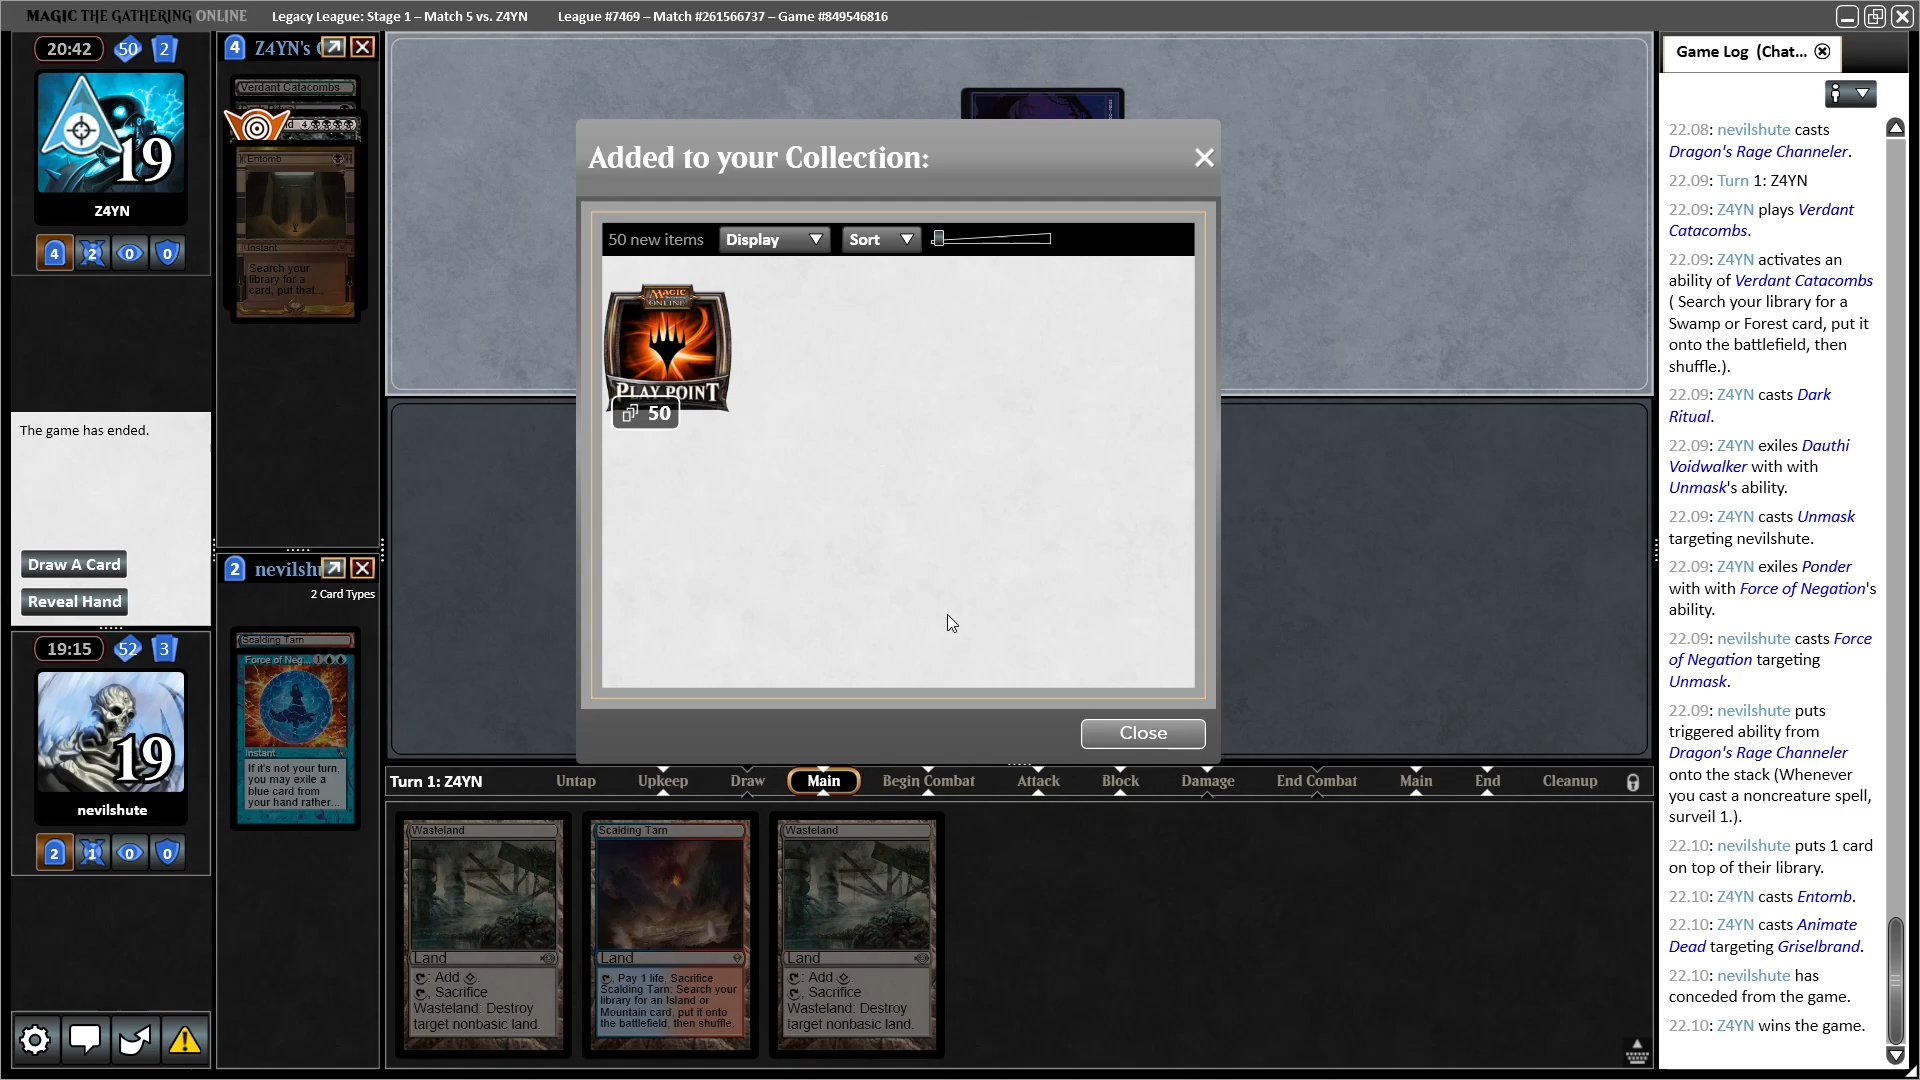 MAGIC THE GATHERING ONLINE
Legacy League: Stage 1 – Match 5 vs. Z4YN
League #7469 – Match #261566737 – Game #849546816
20:42
50
2
19
Z4YN
4
2
0
0
4
Z4YN's
Verdant Catacombs
Entomb
Instant
Search your
library for a
card, put that...
The game has ended.
Draw A Card
Reveal Hand
19:15
52
3
19
nevilshute
2
1
0
0
2
nevilshu
2 Card Types
Scalding Tarn
Force of Neg...
Instant
If it's not your turn,
you may exile a
blue card from
your hand rather...
Added to your Collection:
50 new items
Display
Sort
MAGIC
ONLINE
PLAY POINT
50
Close
Turn 1: Z4YN
Untap
Upkeep
Draw
Main
Begin Combat
Attack
Block
Damage
End Combat
Main
End
Cleanup
Wasteland
Land
: Add
, Sacrifice
Wasteland: Destroy
target nonbasic land.
Scalding Tarn
Land
, Pay 1 life, Sacrifice
Scalding Tarn: Search your
library for an Island or
Mountain card, put it onto
the battlefield, then shuffle.
Wasteland
Land
: Add
, Sacrifice
Wasteland: Destroy
target nonbasic land.
Game Log (Chat...
22.08: nevilshute casts
Dragon's Rage Channeler.
22.09: Turn 1: Z4YN
22.09: Z4YN plays Verdant
Catacombs.
22.09: Z4YN activates an
ability of Verdant Catacombs
( Search your library for a
Swamp or Forest card, put it
onto the battlefield, then
shuffle.).
22.09: Z4YN casts Dark
Ritual.
22.09: Z4YN exiles Dauthi
Voidwalker with with
Unmask's ability.
22.09: Z4YN casts Unmask
targeting nevilshute.
22.09: Z4YN exiles Ponder
with with Force of Negation's
ability.
22.09: nevilshute casts Force
of Negation targeting
Unmask.
22.09: nevilshute puts
triggered ability from
Dragon's Rage Channeler
onto the stack (Whenever
you cast a noncreature spell,
surveil 1.).
22.10: nevilshute puts 1 card
on top of their library.
22.10: Z4YN casts Entomb.
22.10: Z4YN casts Animate
Dead targeting Griselbrand.
22.10: nevilshute has
conceded from the game.
22.10: Z4YN wins the game.